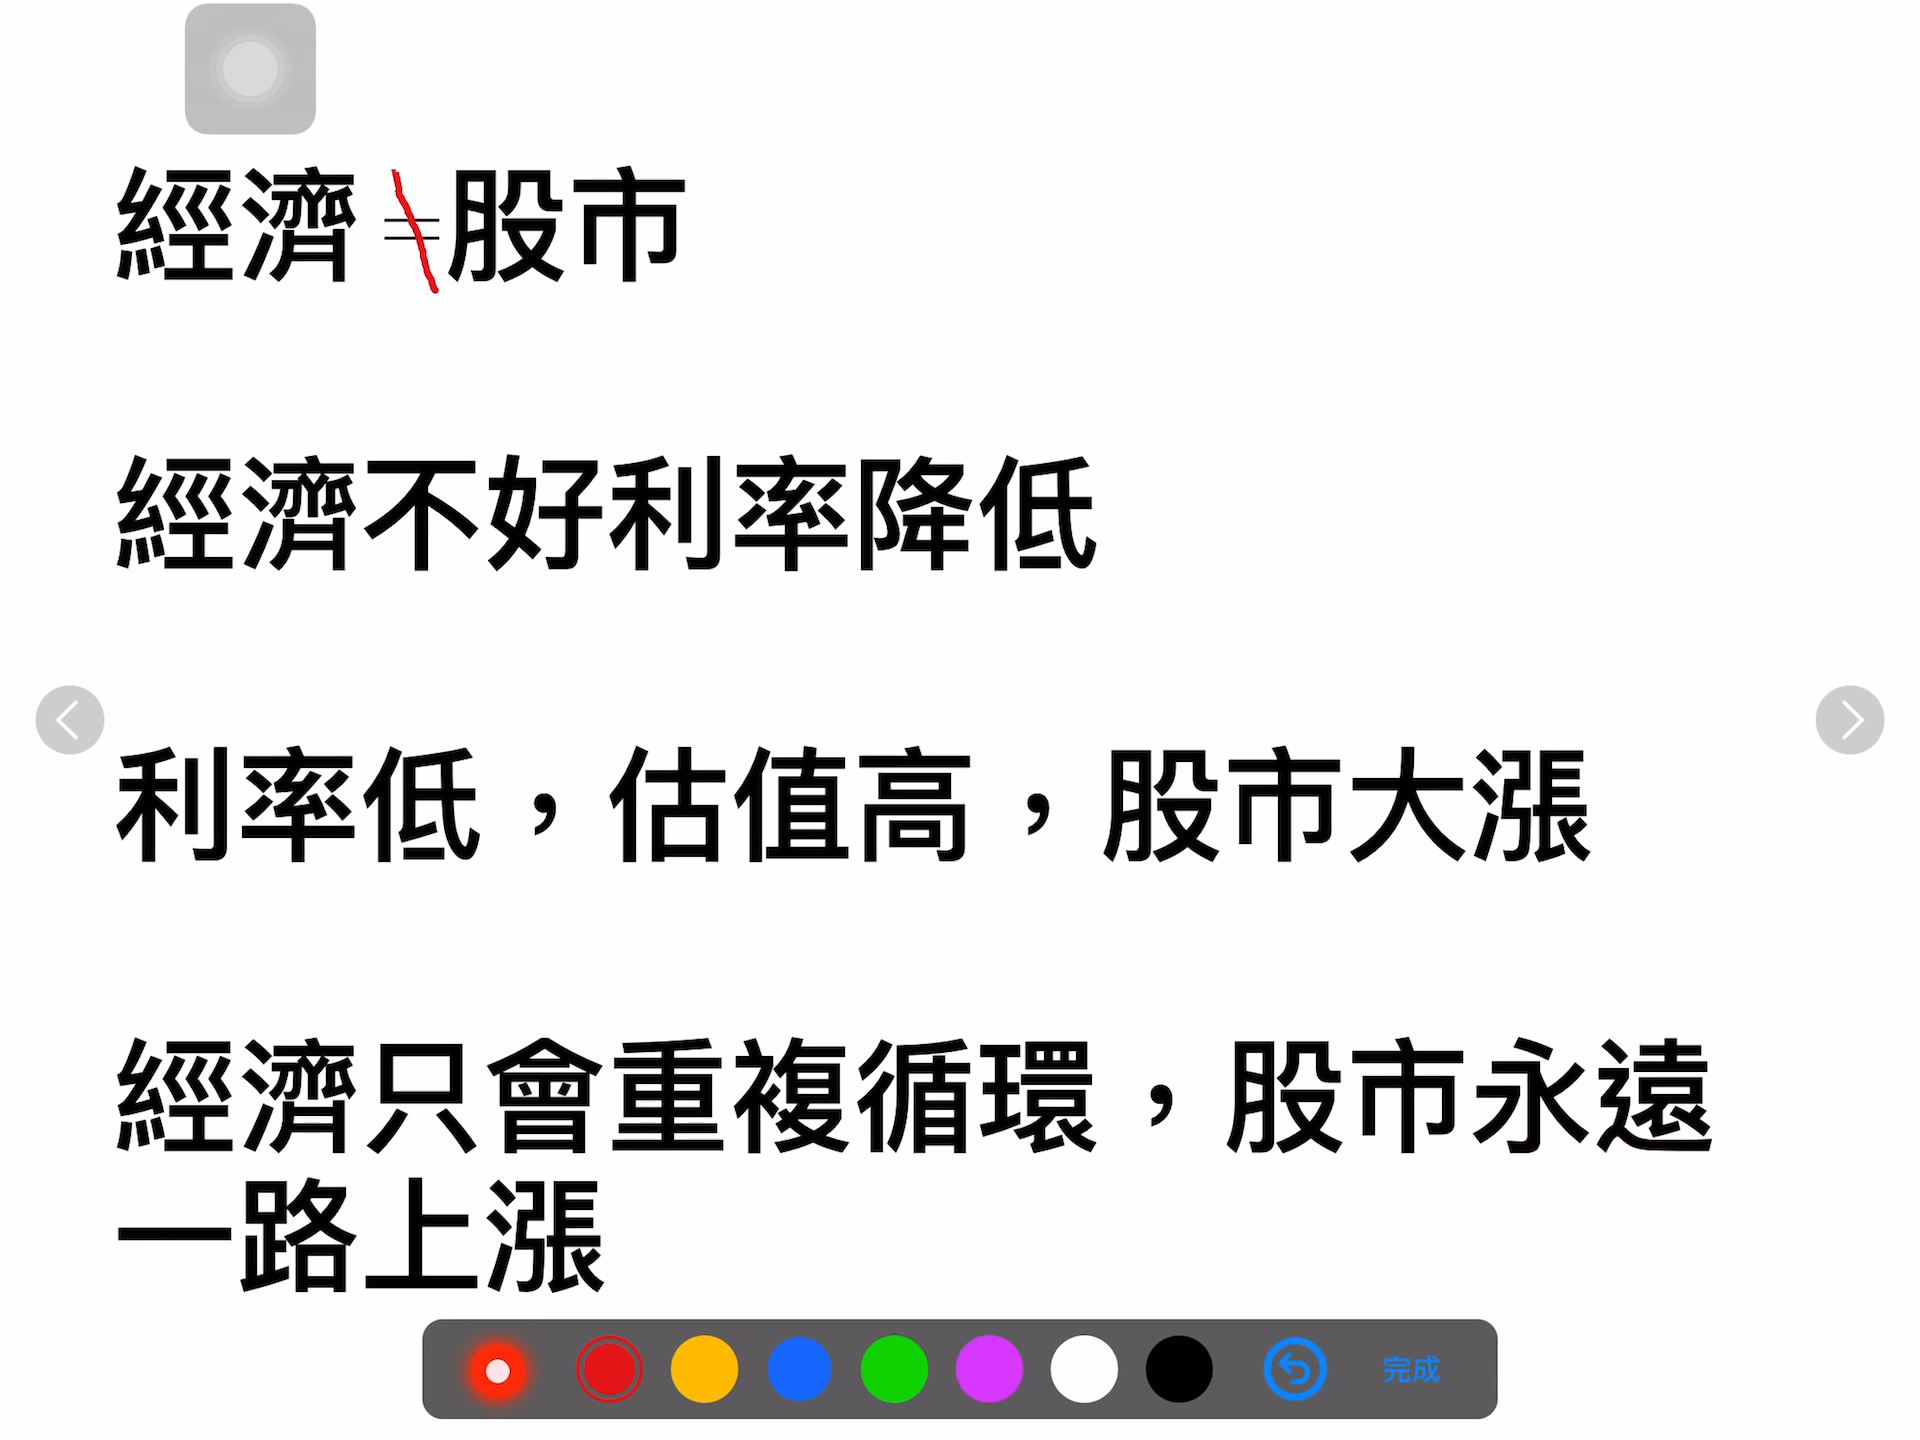 經濟 ≠股市
經濟不好利率降低
利率低，估值高，股市大漲
經濟只會重複循環，股市永遠
一路上漲
完成